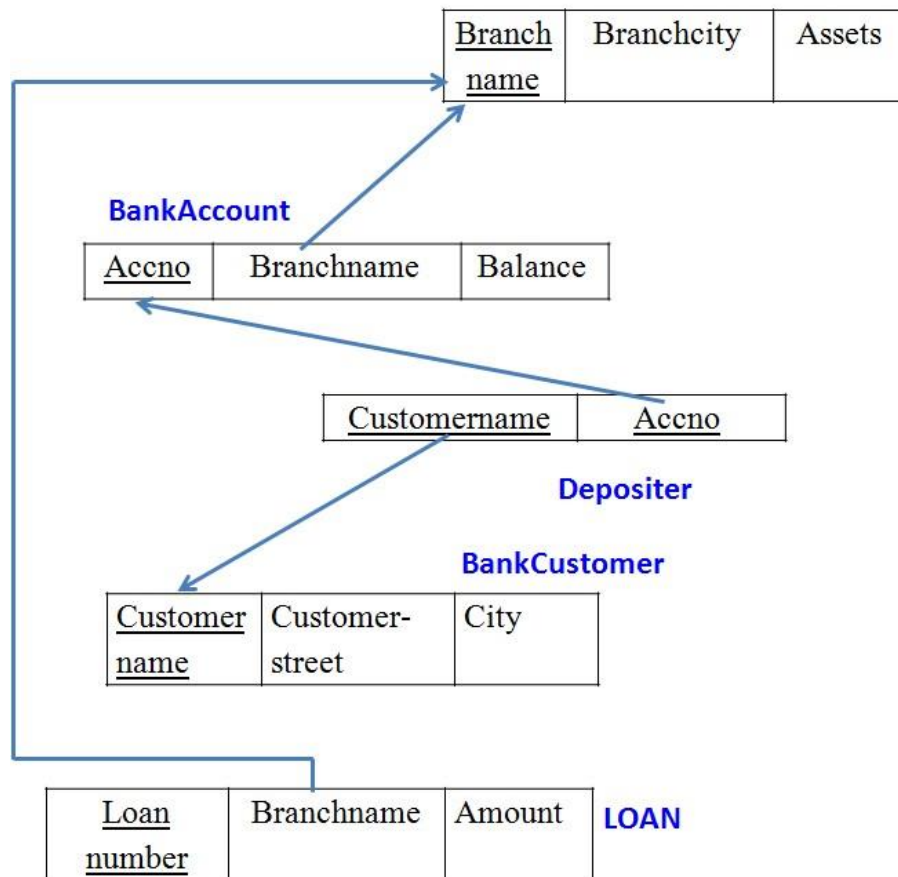 Branch name Branchcity Assets
BankAccount
Accno Branchname Balance
Customername Accno
Depositer
BankCustomer
Customer name Customer-street City
Loan number Branchname Amount LOAN